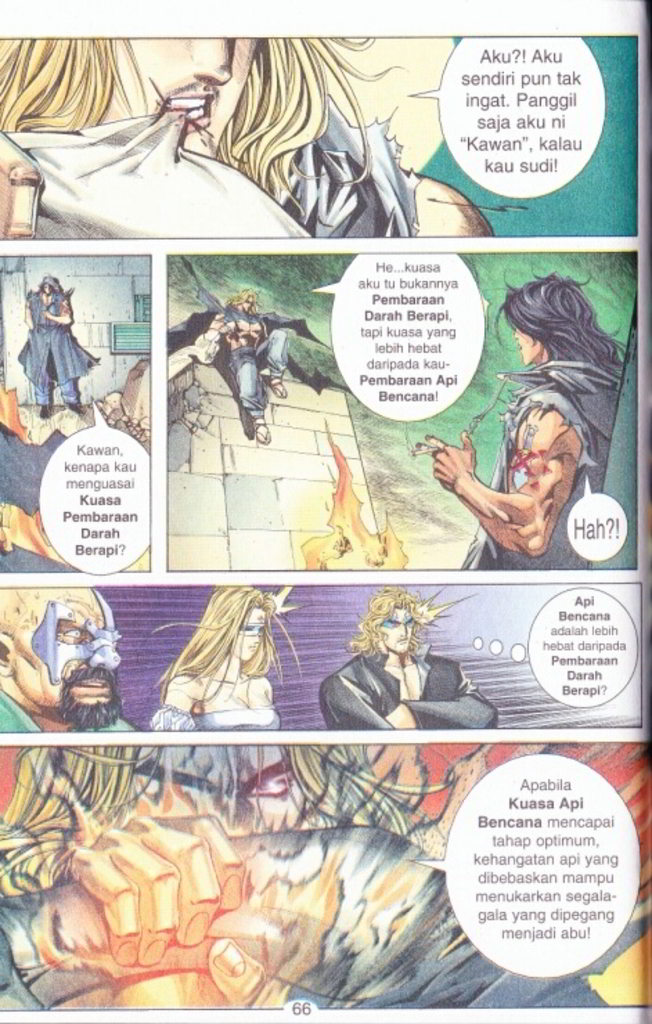 Aku?! Aku
sendiri pun tak
ingat. Panggil
saja aku ni
"Kawan", kalau
kau sudi!
Kawan,
kenapa kau
menguasai
Kuasa
Pembaraan
Darah
Berapi?
He...kuasa
aku tu bukannya
Pembaraan
Darah Berapi,
tapi kuasa yang
lebih hebat
daripada kau-
Pembaraan Api
Bencana!
Hah?!
Api
Bencana
adalah lebih
hebat daripada
Pembaraan
Darah
Berapi?
Apabila
Kuasa Api
Bencana mencapai
tahap optimum,
kehangatan api yang
dibebaskan mampu
menukarkan segala-
gala yang dipegang
menjadi abu!
66